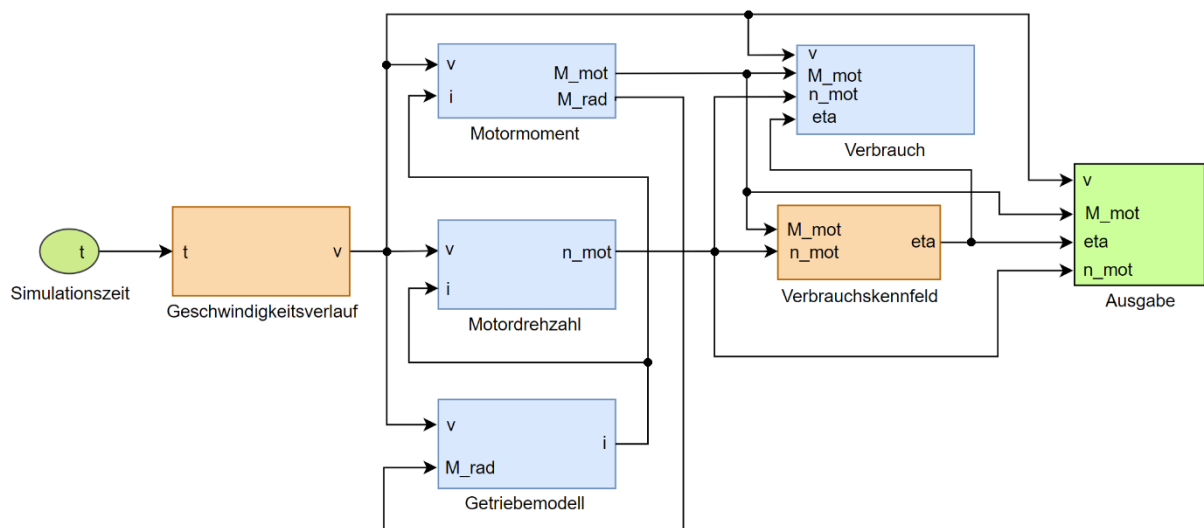 t
Simulationszeit
t
v
Geschwindigkeitsverlauf
v
i
M_mot
M_rad
Motormoment
v
i
n_mot
Motordrehzahl
v
M_rad
i
Getriebemodell
v
M_mot
n_mot
eta
Verbrauch
M_mot
n_mot
eta
Verbrauchskennfeld
v
M_mot
eta
n_mot
Ausgabe